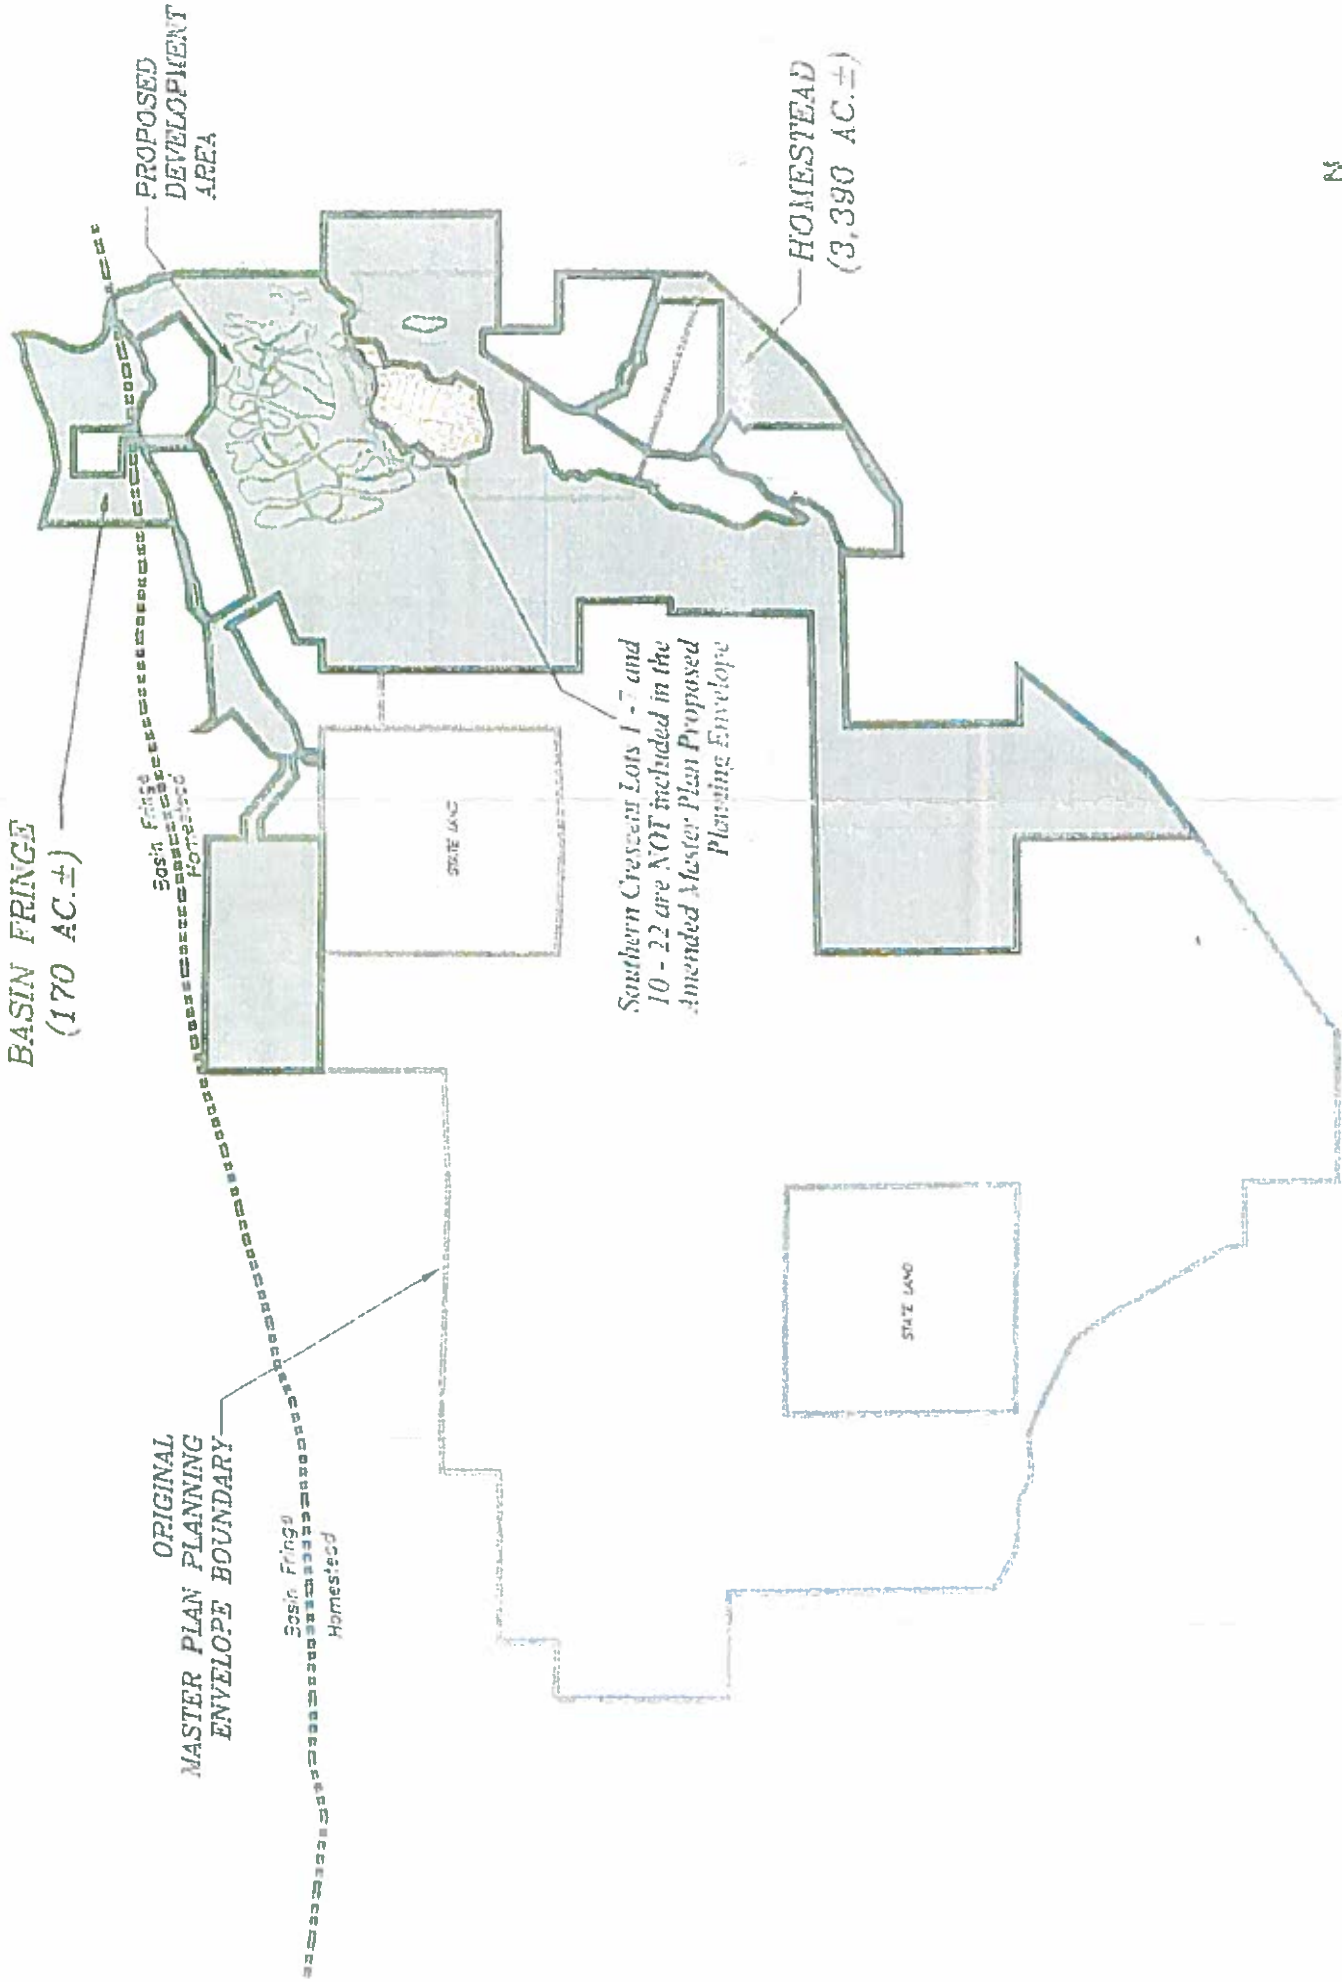 BASIN FRINGE
(170 AC.±)
PROPOSED
DEVELOPMENT
AREA
HOMESTEAD
(3,390 AC.±)
Basin Fringe
Homestead
STATE LAND
Southern Crescent Lots 1 - 7 and
10 - 22 are NOT included in the
Amended Master Plan Proposed
Planning Envelope
ORIGINAL
MASTER PLAN PLANNING
ENVELOPE BOUNDARY
Basin Fringe
Homestead
STATE LAND